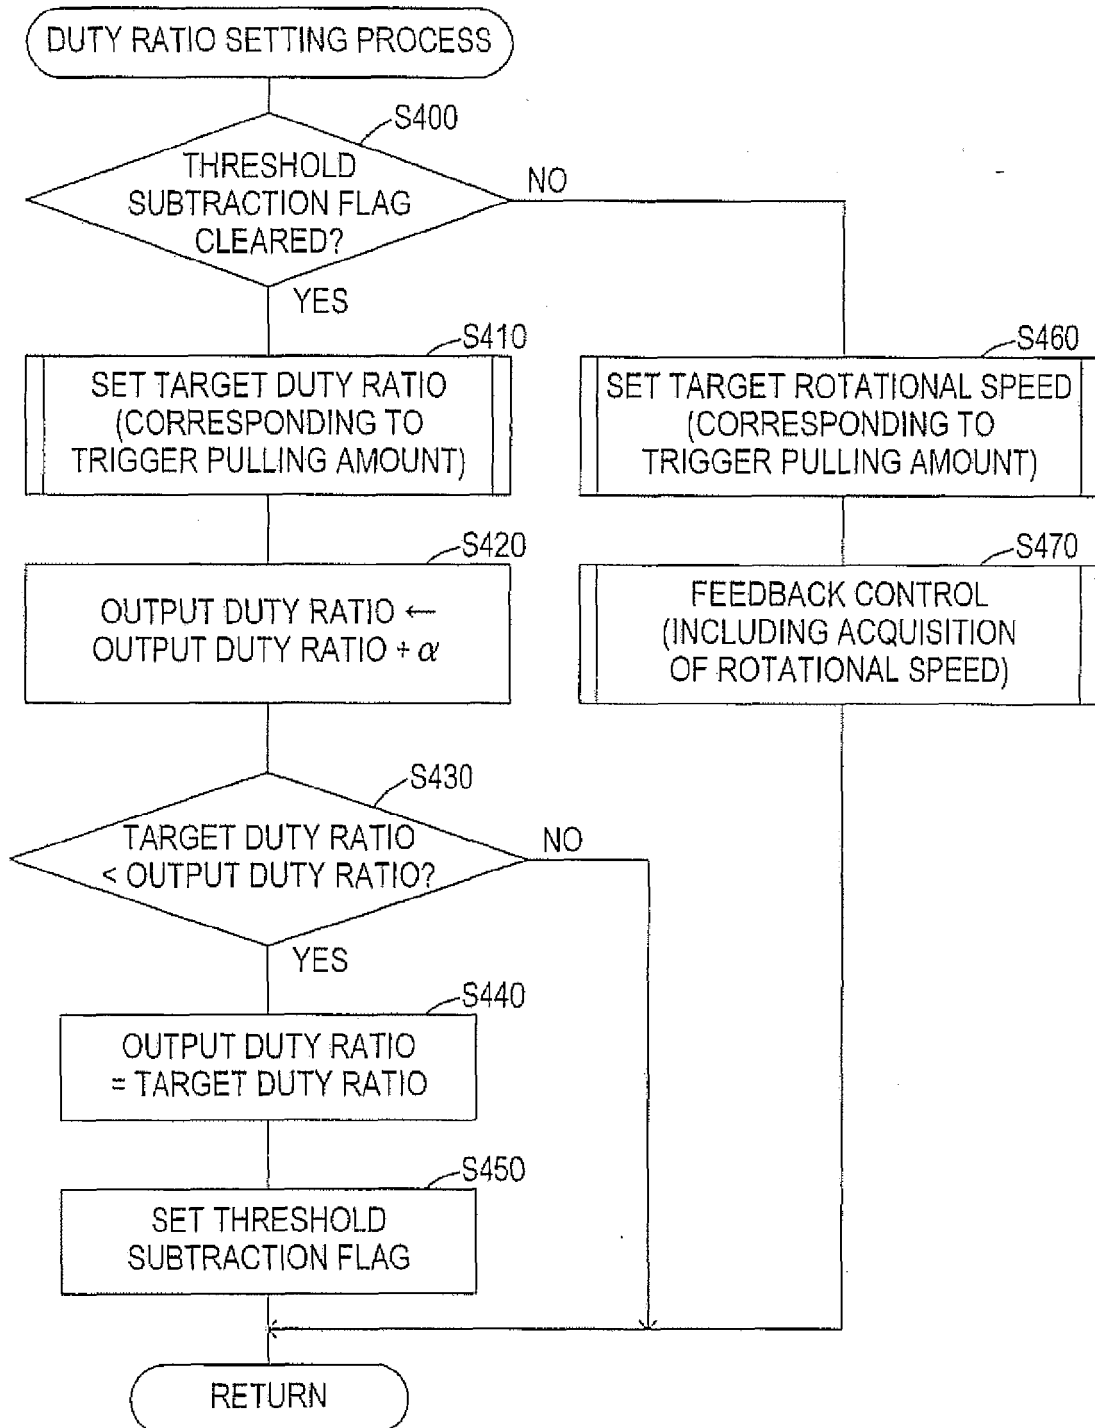 DUTY RATIO SETTING PROCESS
S400
THRESHOLD
SUBTRACTION FLAG
CLEARED?
NO
YES
S410
SET TARGET DUTY RATIO
(CORRESPONDING TO
TRIGGER PULLING AMOUNT)
S460
SET TARGET ROTATIONAL SPEED
(CORRESPONDING TO
TRIGGER PULLING AMOUNT)
S420
OUTPUT DUTY RATIO ←
OUTPUT DUTY RATIO + α
S470
FEEDBACK CONTROL
(INCLUDING ACQUISITION
OF ROTATIONAL SPEED)
S430
TARGET DUTY RATIO
< OUTPUT DUTY RATIO?
NO
YES
S440
OUTPUT DUTY RATIO
= TARGET DUTY RATIO
S450
SET THRESHOLD
SUBTRACTION FLAG
RETURN